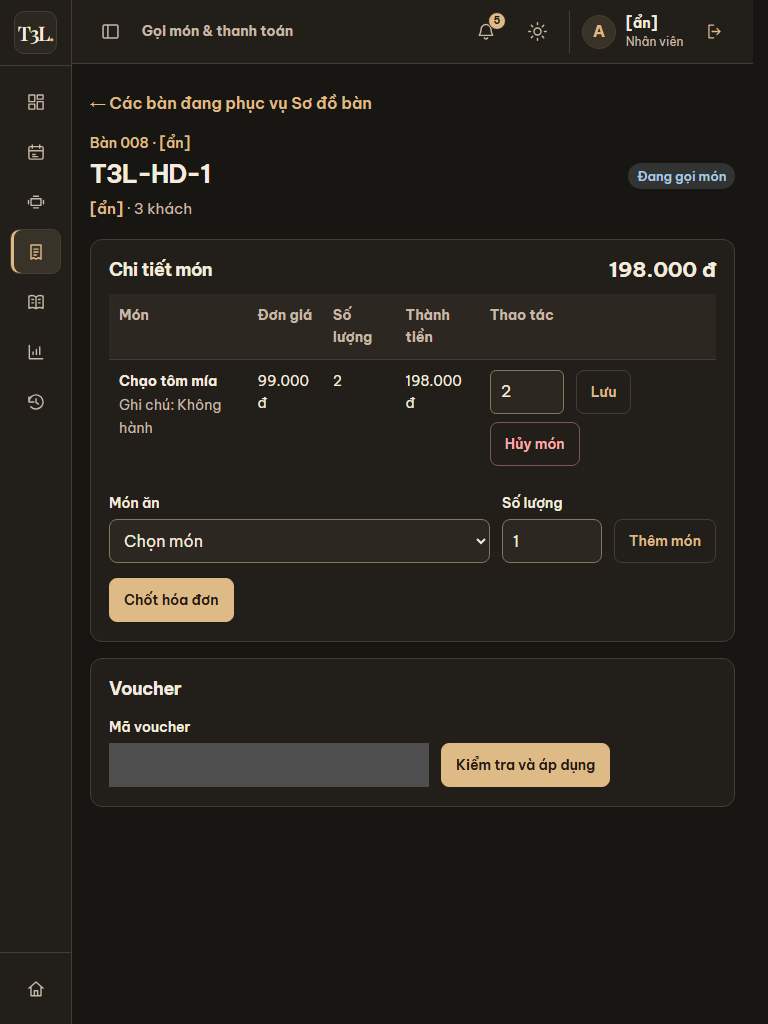 T3L.
Gọi món & thanh toán
5
A
[ẩn]
Nhân viên
← Các bàn đang phục vụ Sơ đồ bàn
Bàn 008 · [ẩn]
T3L-HD-1
Đang gọi món
[ẩn] · 3 khách
Chi tiết món
198.000 đ
Món
Đơn giá
Số
lượng
Thành
tiền
Thao tác
Chạo tôm mía
Ghi chú: Không
hành
99.000
đ
2
198.000
đ
2
Lưu
Hủy món
Món ăn
Số lượng
Chọn món
1
Thêm món
Chốt hóa đơn
Voucher
Mã voucher
Kiểm tra và áp dụng